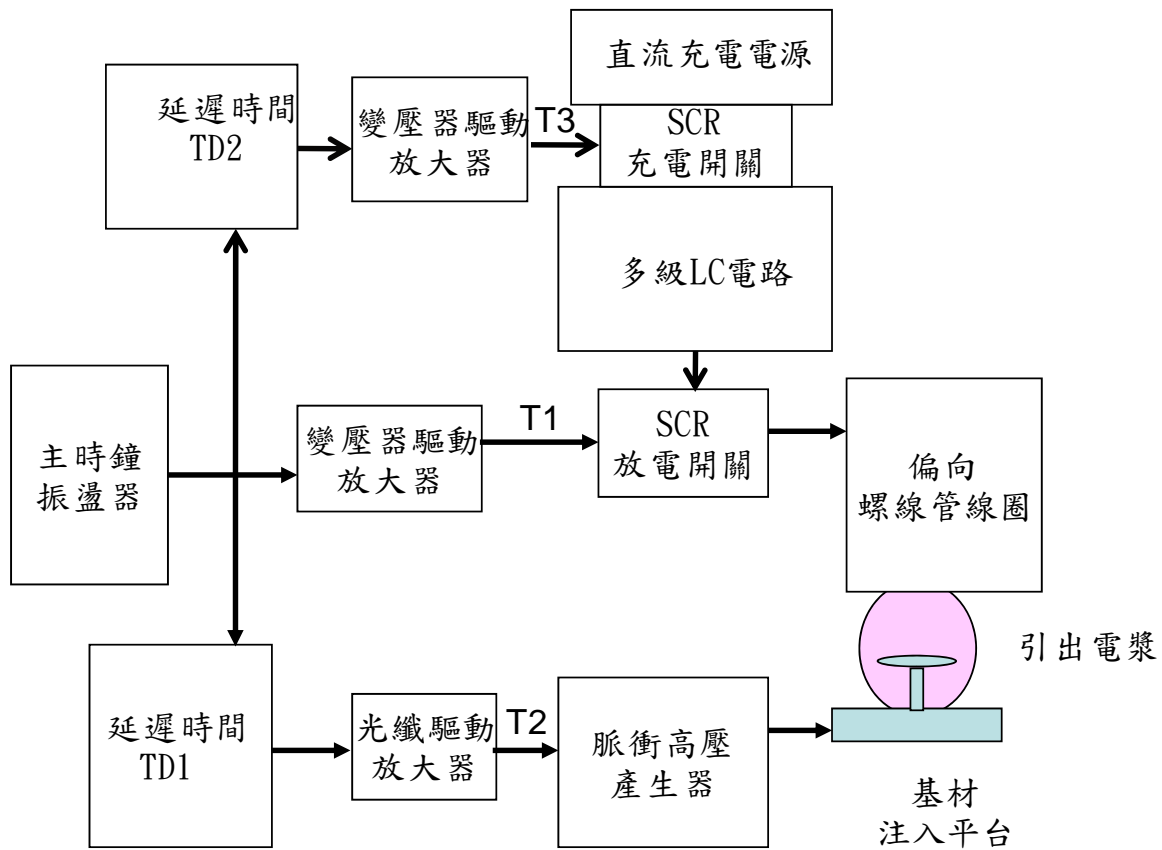 直流充電電源
延遲時間
TD2
變壓器驅動
放大器
T3
SCR
充電開關
多級LC電路
主時鐘
振盪器
變壓器驅動
放大器
T1
SCR
放電開關
偏向
螺線管線圈
引出電漿
延遲時間
TD1
光纖驅動
放大器
T2
脈衝高壓
產生器
基材
注入平台